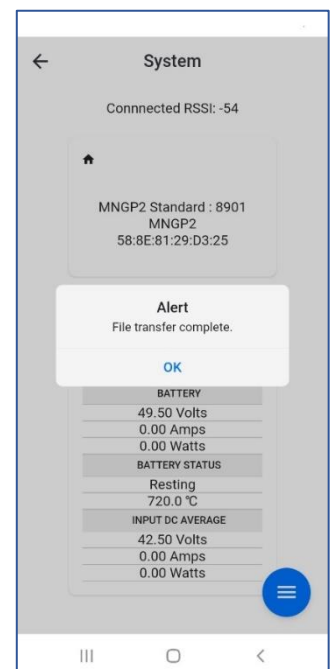 System
Connnected RSSI: -54
MNGP2 Standard : 8901
MNGP2
58:8E:81:29:D3:25
Alert
File transfer complete.
OK
BATTERY
49.50 Volts
0.00 Amps
0.00 Watts
BATTERY STATUS
Resting
720.0 °C
INPUT DC AVERAGE
42.50 Volts
0.00 Amps
0.00 Watts